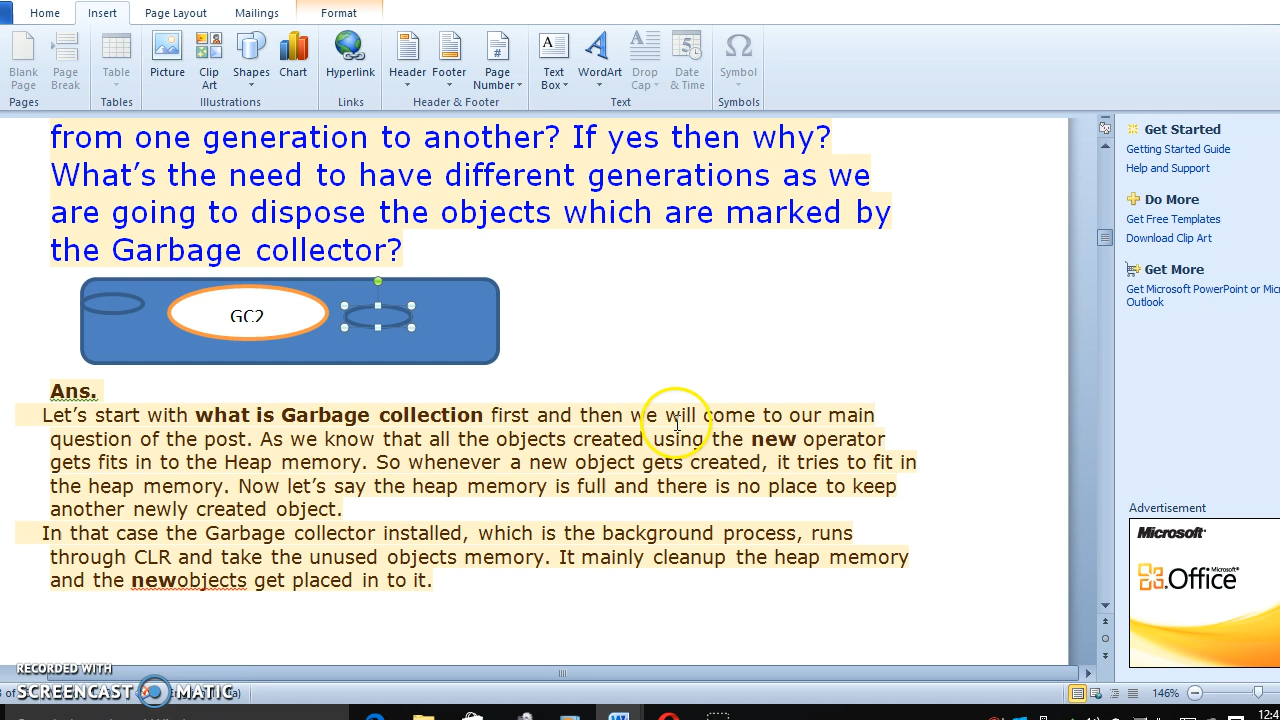 Home Insert Page Layout Mailings Format
Blank Page
Page Break
Table
Picture
Clip Art
Shapes
Chart
Hyperlink
Header
Footer
Page Number
Text Box
WordArt
Drop Cap
Date & Time
Symbol
Pages Tables Illustrations Links Header & Footer Text Symbols
from one generation to another? If yes then why?
What's the need to have different generations as we
are going to dispose the objects which are marked by
the Garbage collector?
GC2
Ans.
Let's start with what is Garbage collection first and then we will come to our main
question of the post. As we know that all the objects created using the new operator
gets fits in to the Heap memory. So whenever a new object gets created, it tries to fit in
the heap memory. Now let's say the heap memory is full and there is no place to keep
another newly created object.
In that case the Garbage collector installed, which is the background process, runs
through CLR and take the unused objects memory. It mainly cleanup the heap memory
and the newobjects get placed in to it.
Get Started
Getting Started Guide
Help and Support
Do More
Get Free Templates
Download Clip Art
Get More
Get Microsoft PowerPoint or
Outlook
Advertisement
Microsoft
Microsoft
Office
RECORDED WITH
SCREENCAST MATIC
146%
12:4